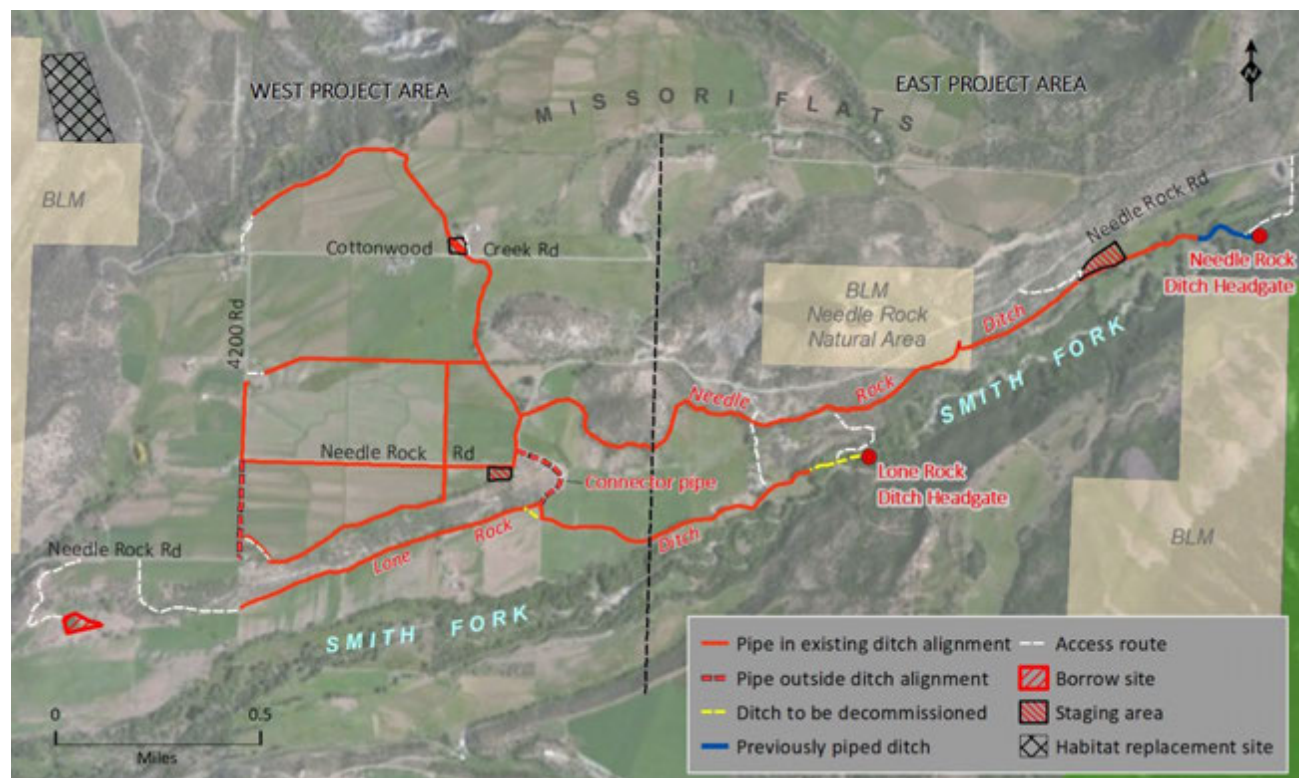 WEST PROJECT AREA
EAST PROJECT AREA
MISSORI FLATS
N
BLM
Cottonwood Creek Rd
4200 Rd
Needle Rock Rd
Needle Rock
Ditch Headgate
BLM
Needle Rock
Natural Area
Needle Rock Ditch
SMITH FORK
Needle Rock Rd
Connector pipe
Lone Rock
Ditch Headgate
Lone Rock Ditch
Needle Rock Rd
BLM
SMITH FORK
0 0.5
Miles
Pipe in existing ditch alignment
Pipe outside ditch alignment
Ditch to be decommissioned
Previously piped ditch
Access route
Borrow site
Staging area
Habitat replacement site